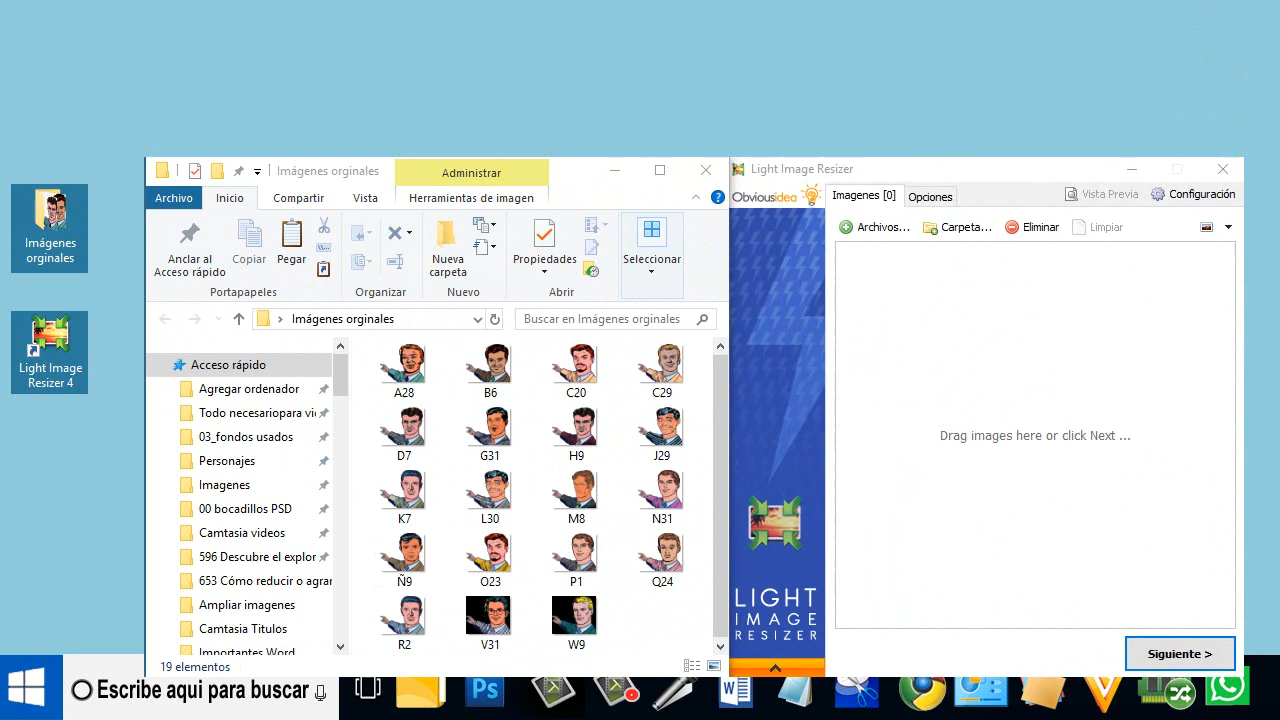 Imágenes
orginales
Light Image
Resizer 4
Imágenes orginales
Administrar
Archivo
Inicio
Compartir
Vista
Herramientas de imagen
Anclar al
Acceso rápido
Copiar
Pegar
Portapapeles
Organizar
Nueva
carpeta
Nuevo
Propiedades
Abrir
Seleccionar
Imágenes orginales
Buscar en Imágenes orginales
Acceso rápido
Agregar ordenador
Todo necesariopara vi
03_fondos usados
Personajes
Imagenes
00 bocadillos PSD
Camtasia videos
596 Descubre el explor
653 Cómo reducir o agrar
Ampliar imagenes
Camtasia Titulos
Importantes Word
A28 B6 C20 C29
D7 G31 H9 J29
K7 L30 M8 N31
Ñ9 O23 P1 Q24
R2 V31 W9
19 elementos
Light Image Resizer
Obviousidea
Imagenes [0]
Opciones
Vista Previa
Configuración
Archivos...
Carpeta...
Eliminar
Limpiar
Drag images here or click Next ...
LIGHT
IMAGE
RESIZER
Siguiente >
Escribe aqui para buscar
Ps
W